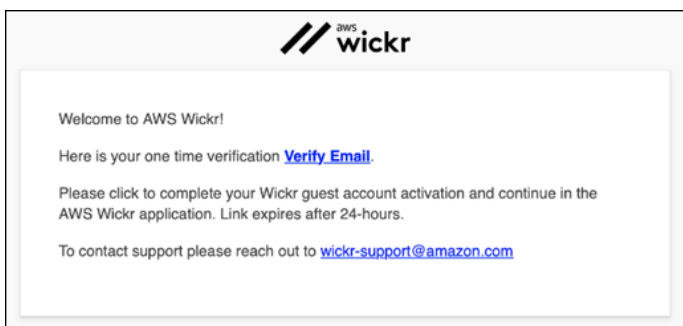 aws
wickr
Welcome to AWS Wickr!
Here is your one time verification Verify Email.
Please click to complete your Wickr guest account activation and continue in the
AWS Wickr application. Link expires after 24-hours.
To contact support please reach out to wickr-support@amazon.com